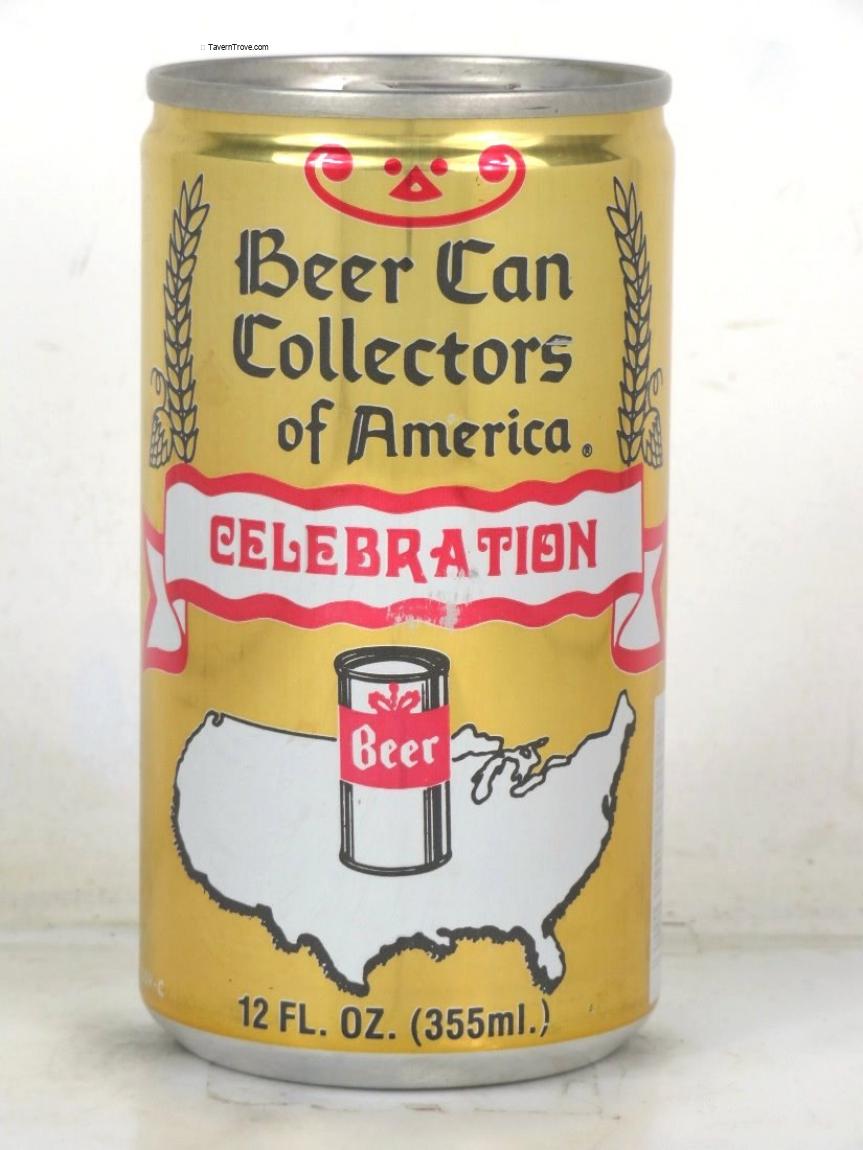 TavernTrove.com
Beer Can
Collectors
of America®
CELEBRATION
Beer
12 FL. OZ. (355ml.)